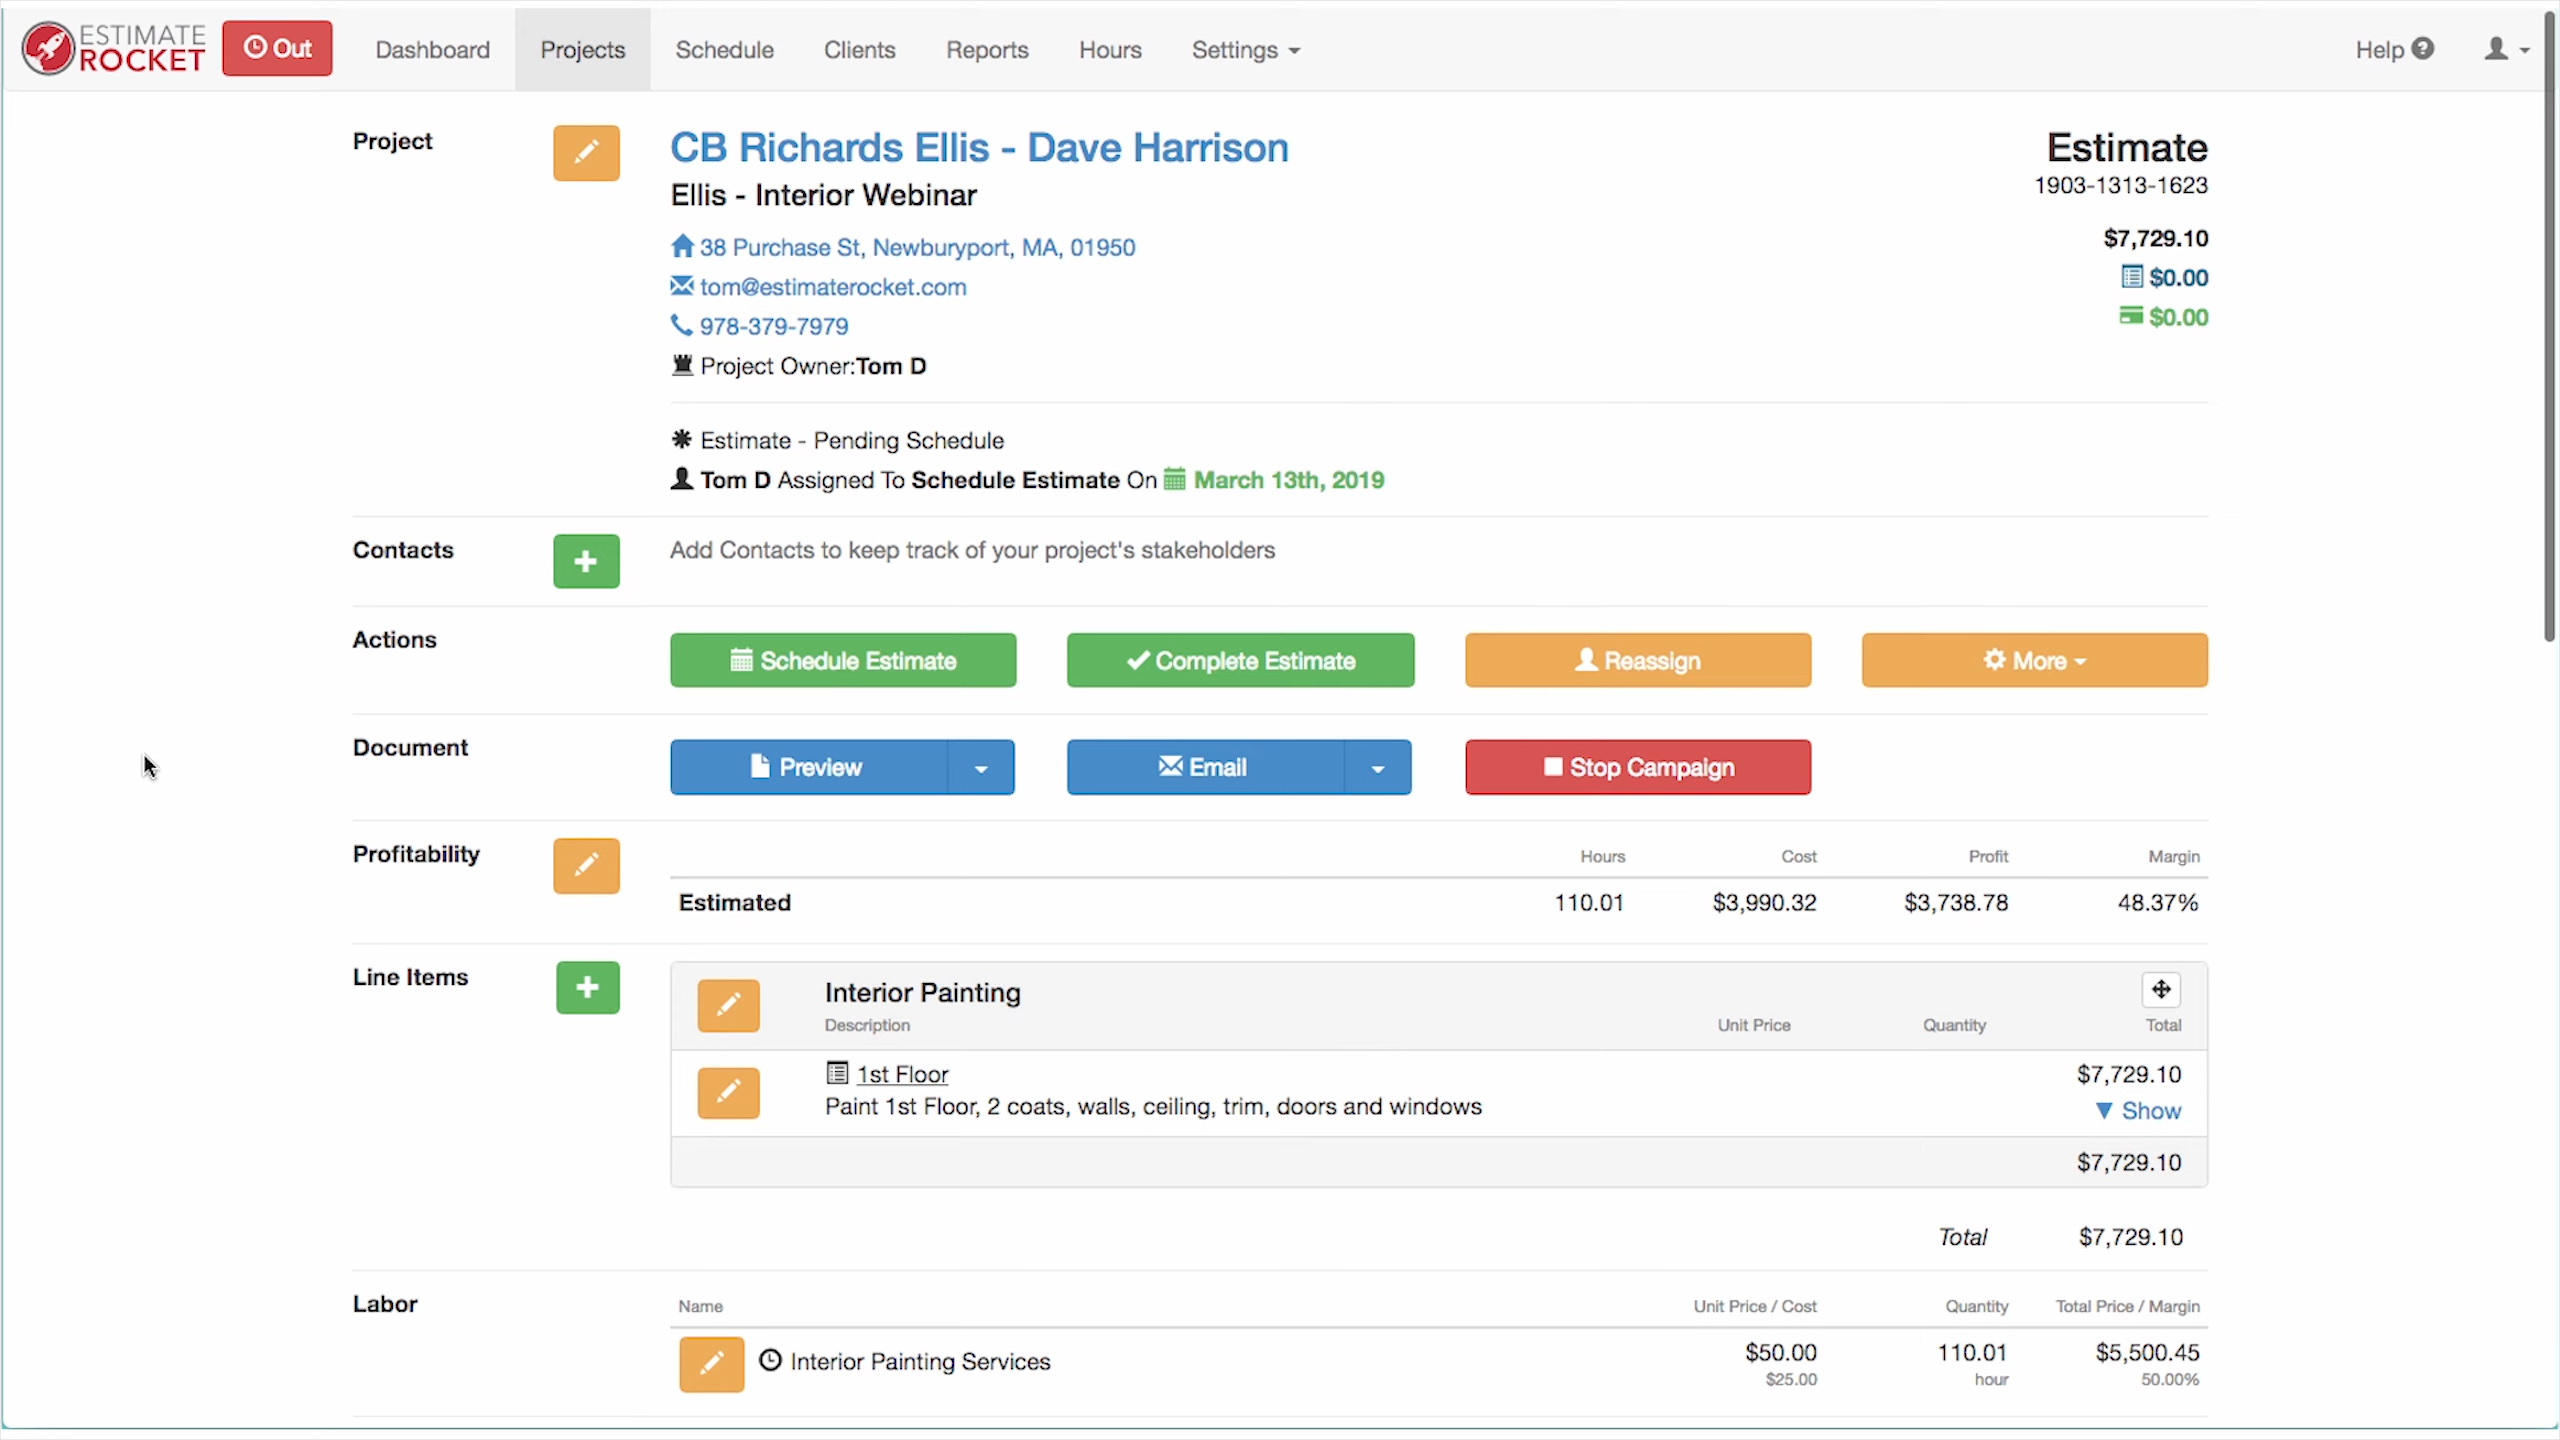 ESTIMATE
ROCKET
Out
Dashboard
Projects
Schedule
Clients
Reports
Hours
Settings
Help
Project
CB Richards Ellis - Dave Harrison
Ellis - Interior Webinar
38 Purchase St, Newburyport, MA, 01950
tom@estimaterocket.com
978-379-7979
Project Owner:Tom D
Estimate
1903-1313-1623
$7,729.10
$0.00
$0.00
Estimate - Pending Schedule
Tom D Assigned To Schedule Estimate On March 13th, 2019
Contacts
Add Contacts to keep track of your project's stakeholders
Actions
Schedule Estimate
Complete Estimate
Reassign
More
Document
Preview
Email
Stop Campaign
Profitability
Hours Cost Profit Margin
Estimated 110.01 $3,990.32 $3,738.78 48.37%
Line Items
Interior Painting
Description Unit Price Quantity Total
1st Floor $7,729.10
Paint 1st Floor, 2 coats, walls, ceiling, trim, doors and windows
Show
$7,729.10
Total $7,729.10
Labor
Name Unit Price / Cost Quantity Total Price / Margin
Interior Painting Services $50.00 110.01 $5,500.45
$25.00 hour 50.00%